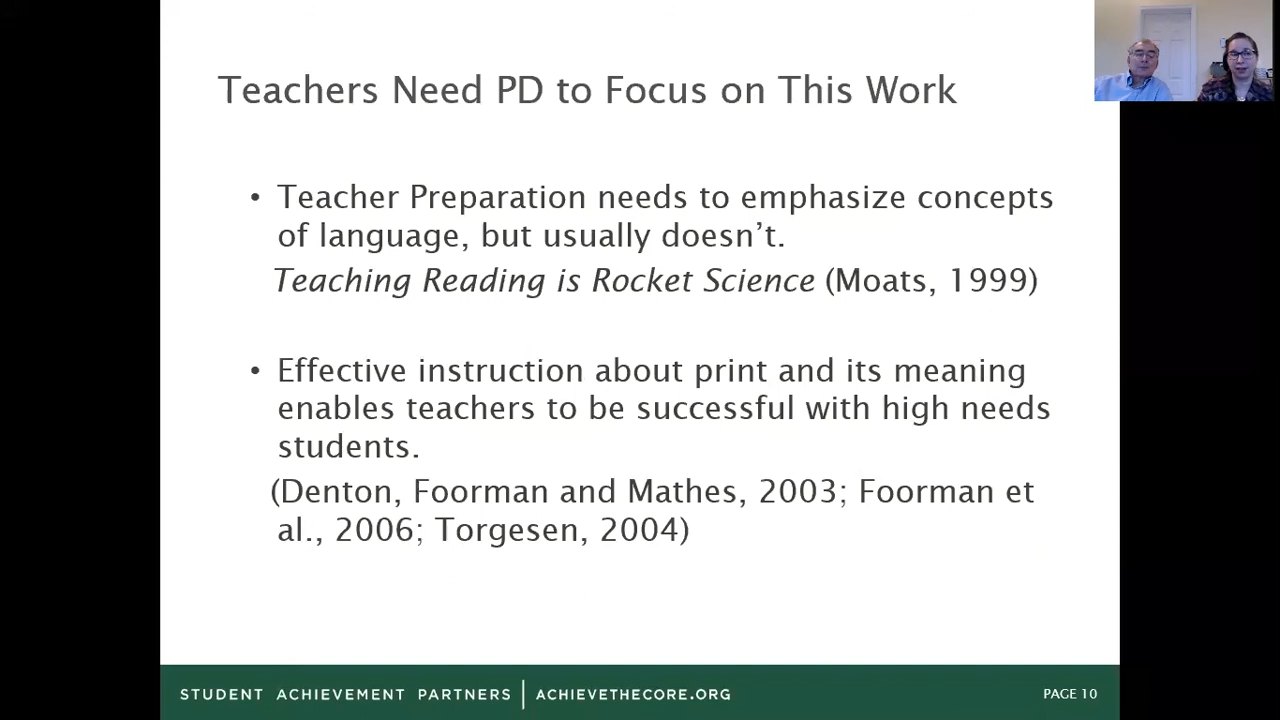 Teachers Need PD to Focus on This Work
• Teacher Preparation needs to emphasize concepts
of language, but usually doesn’t.
Teaching Reading is Rocket Science (Moats, 1999)
• Effective instruction about print and its meaning
enables teachers to be successful with high needs
students.
(Denton, Foorman and Mathes, 2003; Foorman et
al., 2006; Torgesen, 2004)
STUDENT ACHIEVEMENT PARTNERS | ACHIEVETHECORE.ORG
PAGE 10